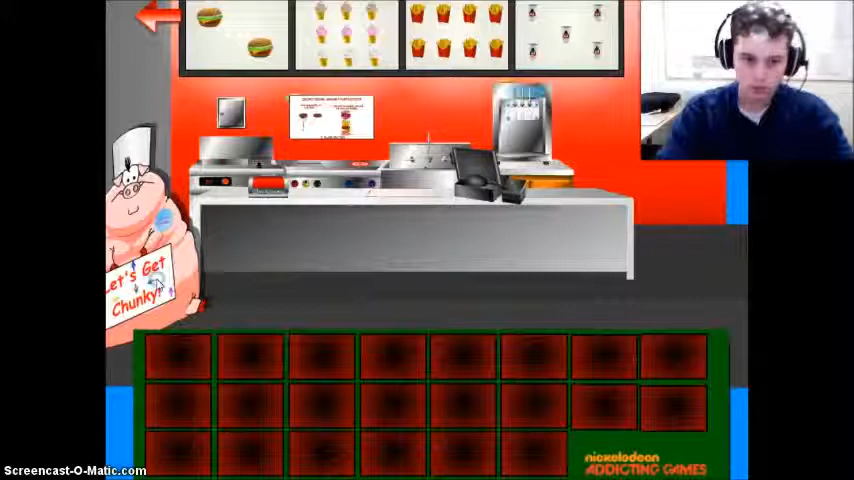 Let's Get
Chunky!
nickelodeon
ADDICTING GAMES
Screencast-O-Matic.com